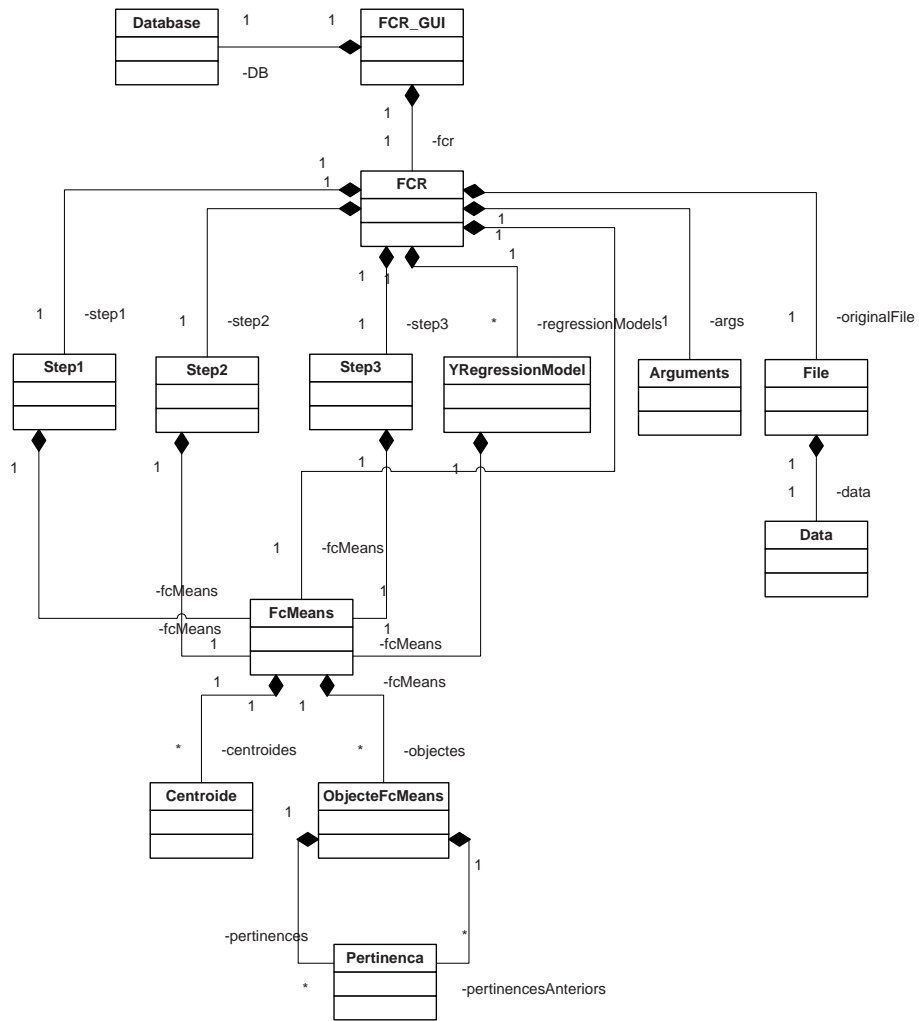 Database
1
1
FCR_GUI
-DB
1
1
-fcr
1
1
FCR
1
1
1
1
1
1
-step1
1
-step2
1
-step3
*
-regressionModels
1
-args
1
-originalFile
Step1
Step2
Step3
YRegressionModel
Arguments
File
1
1
1
1
1
1
-data
Data
1
-fcMeans
-fcMeans
1
FcMeans
-fcMeans
1
1
-fcMeans
1
1
1
-fcMeans
*
-centroides
*
-objectes
Centroide
ObjecteFcMeans
1
1
-pertinences
*
Pertinenca
*
-pertinencesAnteriors